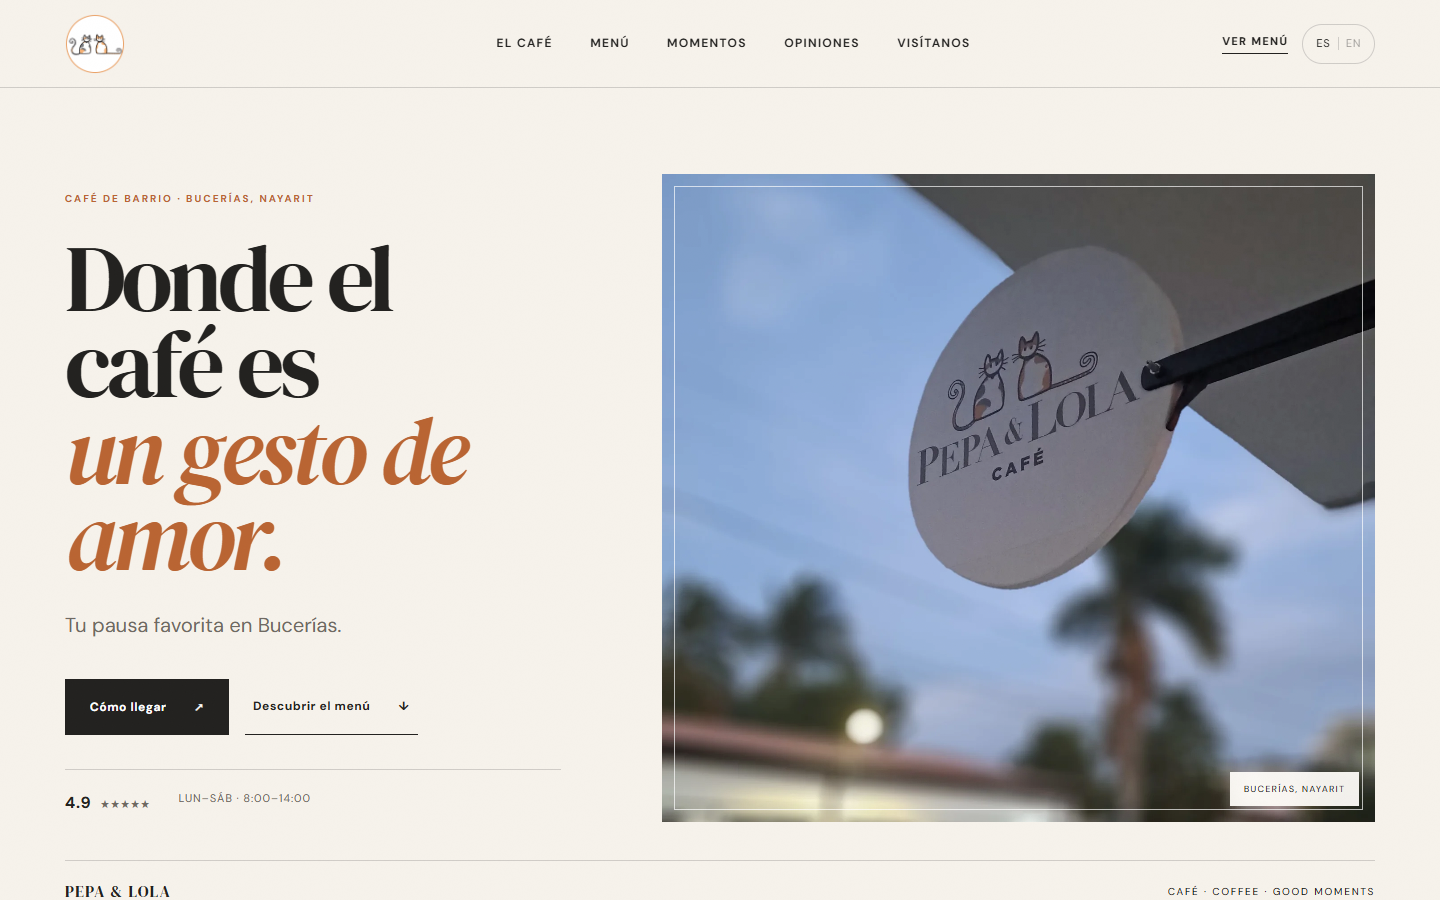 EL CAFÉ
MENÚ
MOMENTOS
OPINIONES
VISÍTANOS
VER MENÚ
ES | EN
CAFÉ DE BARRIO · BUCERÍAS, NAYARIT
Donde el
café es
un gesto de
amor.
Tu pausa favorita en Bucerías.
Cómo llegar ↗
Descubrir el menú ↓
4.9 ★★★★★
LUN–SÁB · 8:00–14:00
PEPA & LOLA
CAFÉ
BUCERÍAS, NAYARIT
PEPA & LOLA
CAFÉ · COFFEE · GOOD MOMENTS